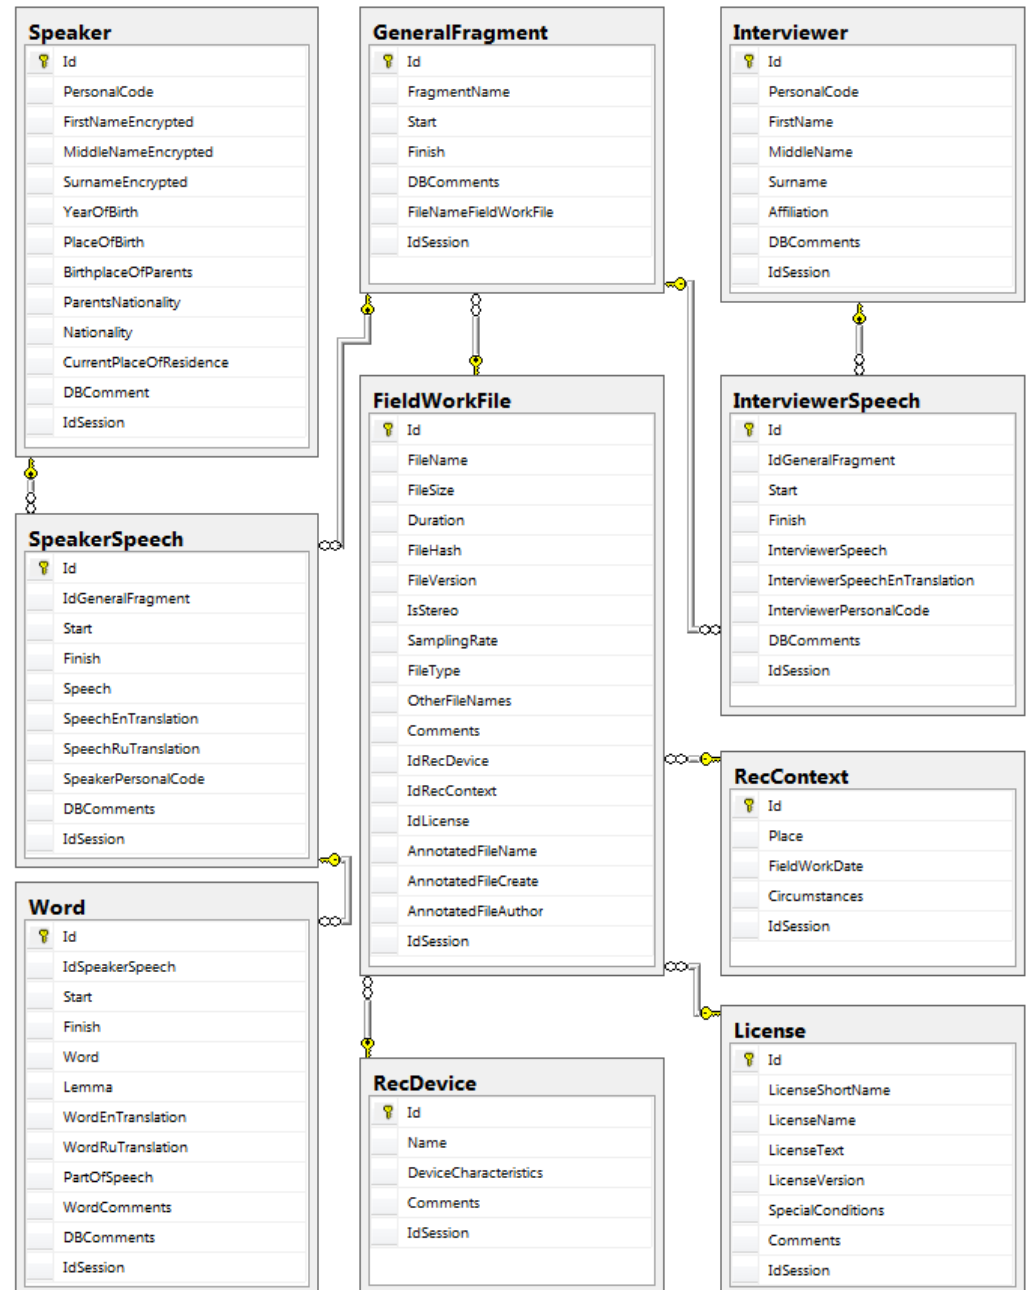 Speaker
Id
PersonalCode
FirstNameEncrypted
MiddleNameEncrypted
SurnameEncrypted
YearOfBirth
PlaceOfBirth
BirthplaceOfParents
ParentsNationality
Nationality
CurrentPlaceOfResidence
DBComment
IdSession
SpeakerSpeech
Id
IdGeneralFragment
Start
Finish
Speech
SpeechEnTranslation
SpeechRuTranslation
SpeakerPersonalCode
DBComments
IdSession
Word
Id
IdSpeakerSpeech
Start
Finish
Word
Lemma
WordEnTranslation
WordRuTranslation
PartOfSpeech
WordComments
DBComments
IdSession
GeneralFragment
Id
FragmentName
Start
Finish
DBComments
FileNameFieldWorkFile
IdSession
FieldWorkFile
Id
FileName
FileSize
Duration
FileHash
FileVersion
IsStereo
SamplingRate
FileType
OtherFileNames
Comments
IdRecDevice
IdRecContext
IdLicense
AnnotatedFileName
AnnotatedFileCreate
AnnotatedFileAuthor
IdSession
RecDevice
Id
Name
DeviceCharacteristics
Comments
IdSession
Interviewer
Id
PersonalCode
FirstName
MiddleName
Surname
Affiliation
DBComments
IdSession
InterviewerSpeech
Id
IdGeneralFragment
Start
Finish
InterviewerSpeech
InterviewerSpeechEnTranslation
InterviewerPersonalCode
DBComments
IdSession
RecContext
Id
Place
FieldWorkDate
Circumstances
IdSession
License
Id
LicenseShortName
LicenseName
LicenseText
LicenseVersion
SpecialConditions
Comments
IdSession